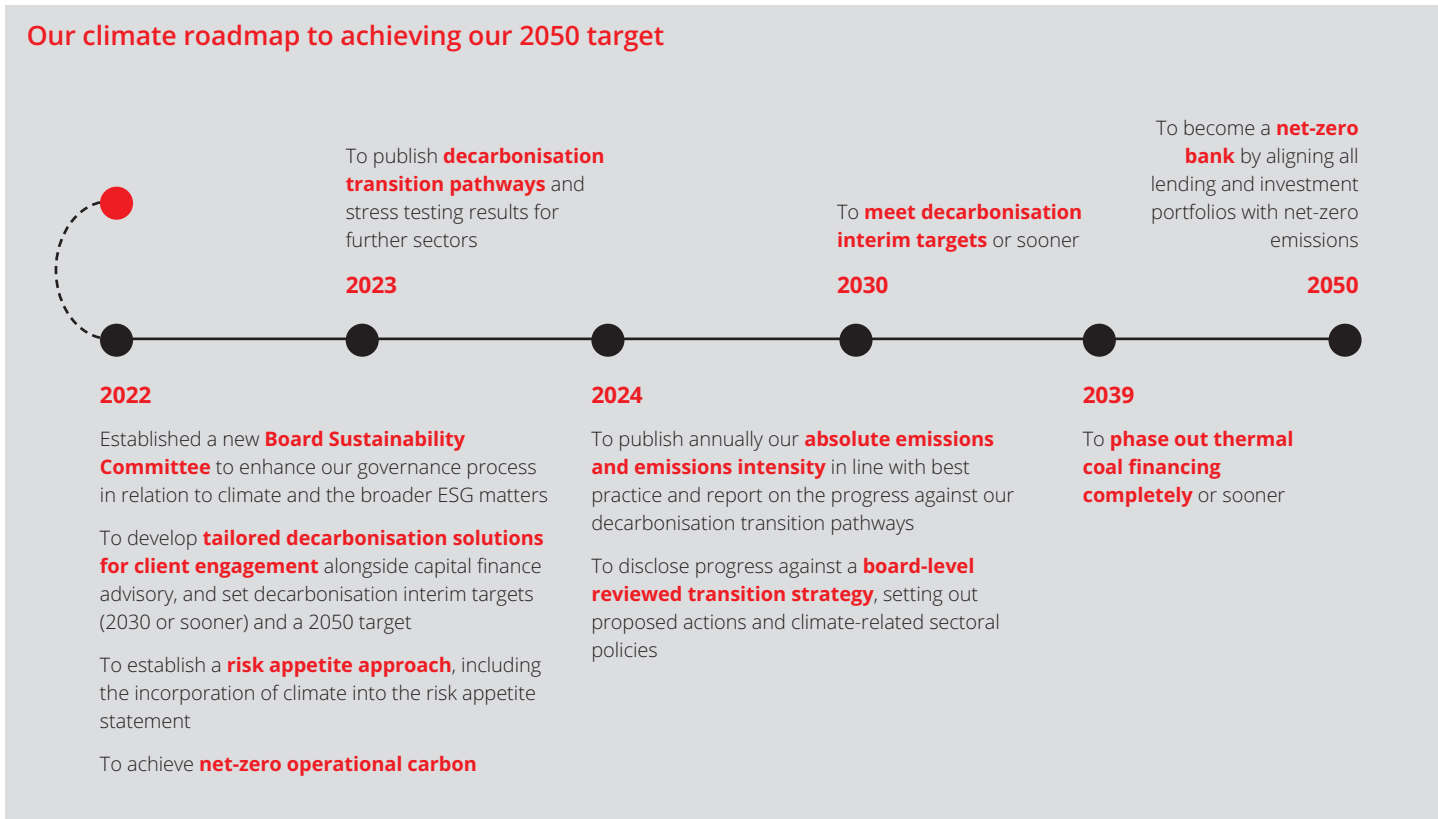 Our climate roadmap to achieving our 2050 target
To publish decarbonisation
transition pathways and
stress testing results for
further sectors
2023
To meet decarbonisation
interim targets or sooner
2030
To become a net-zero
bank by aligning all
lending and investment
portfolios with net-zero
emissions
2050
2022
Established a new Board Sustainability
Committee to enhance our governance process
in relation to climate and the broader ESG matters
To develop tailored decarbonisation solutions
for client engagement alongside capital finance
advisory, and set decarbonisation interim targets
(2030 or sooner) and a 2050 target
To establish a risk appetite approach, including
the incorporation of climate into the risk appetite
statement
To achieve net-zero operational carbon
2024
To publish annually our absolute emissions
and emissions intensity in line with best
practice and report on the progress against our
decarbonisation transition pathways
To disclose progress against a board-level
reviewed transition strategy, setting out
proposed actions and climate-related sectoral
policies
2039
To phase out thermal
coal financing
completely or sooner